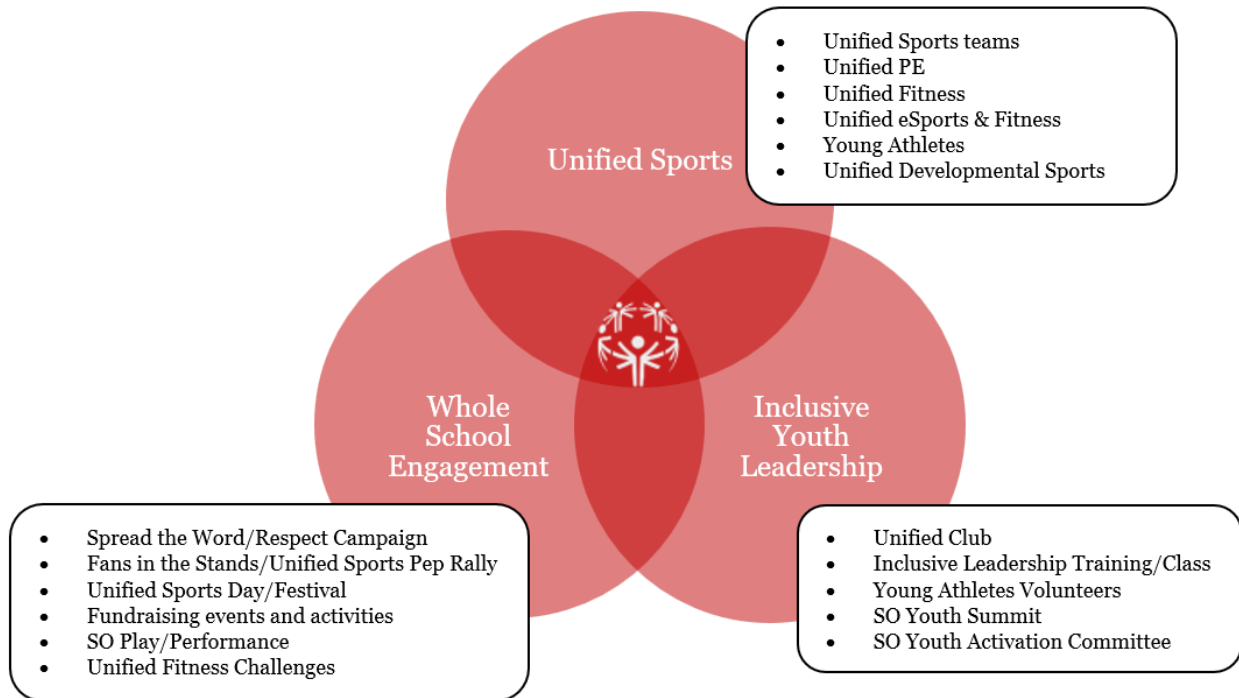 Unified Sports
• Unified Sports teams
• Unified PE
• Unified Fitness
• Unified eSports & Fitness
• Young Athletes
• Unified Developmental Sports
Whole
School
Engagement
Inclusive
Youth
Leadership
• Spread the Word/Respect Campaign
• Fans in the Stands/Unified Sports Pep Rally
• Unified Sports Day/Festival
• Fundraising events and activities
• SO Play/Performance
• Unified Fitness Challenges
• Unified Club
• Inclusive Leadership Training/Class
• Young Athletes Volunteers
• SO Youth Summit
• SO Youth Activation Committee